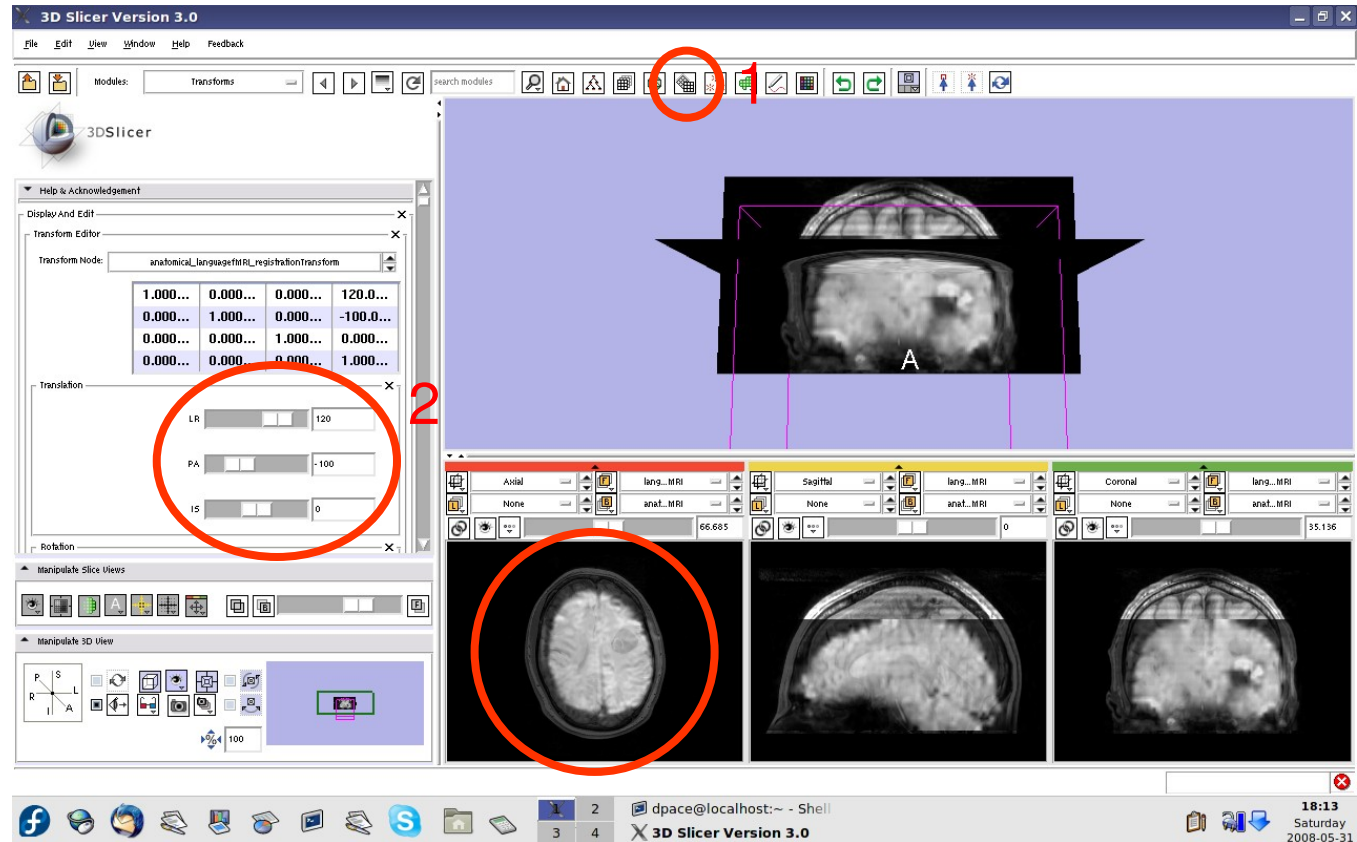 3D Slicer Version 3.0
File Edit View Window Help Feedback
Modules: Transforms search modules
1
3DSlicer
Help & Acknowledgement
Display And Edit
Transform Editor
Transform Node: anatomical_languagefMRI_registrationTransform
1.000... 0.000... 0.000... 120.0...
0.000... 1.000... 0.000... -100.0...
0.000... 0.000... 1.000... 0.000...
0.000... 0.000... 0.000... 1.000...
Translation
2
LR 120
PA -100
IS 0
Rotation
A
Axial F lang...MRI Sagittal F lang...MRI Coronal F lang...MRI
L None B anat...MRI L None B anat...MRI L None B anat...MRI
66.685 0 35.136
Manipulate Slice Views
A B F
Manipulate 3D View
P S
R L
I A
% 100
1 2 dpace@localhost:~ - Shell
3 4 X 3D Slicer Version 3.0
18:13
Saturday
2008-05-31